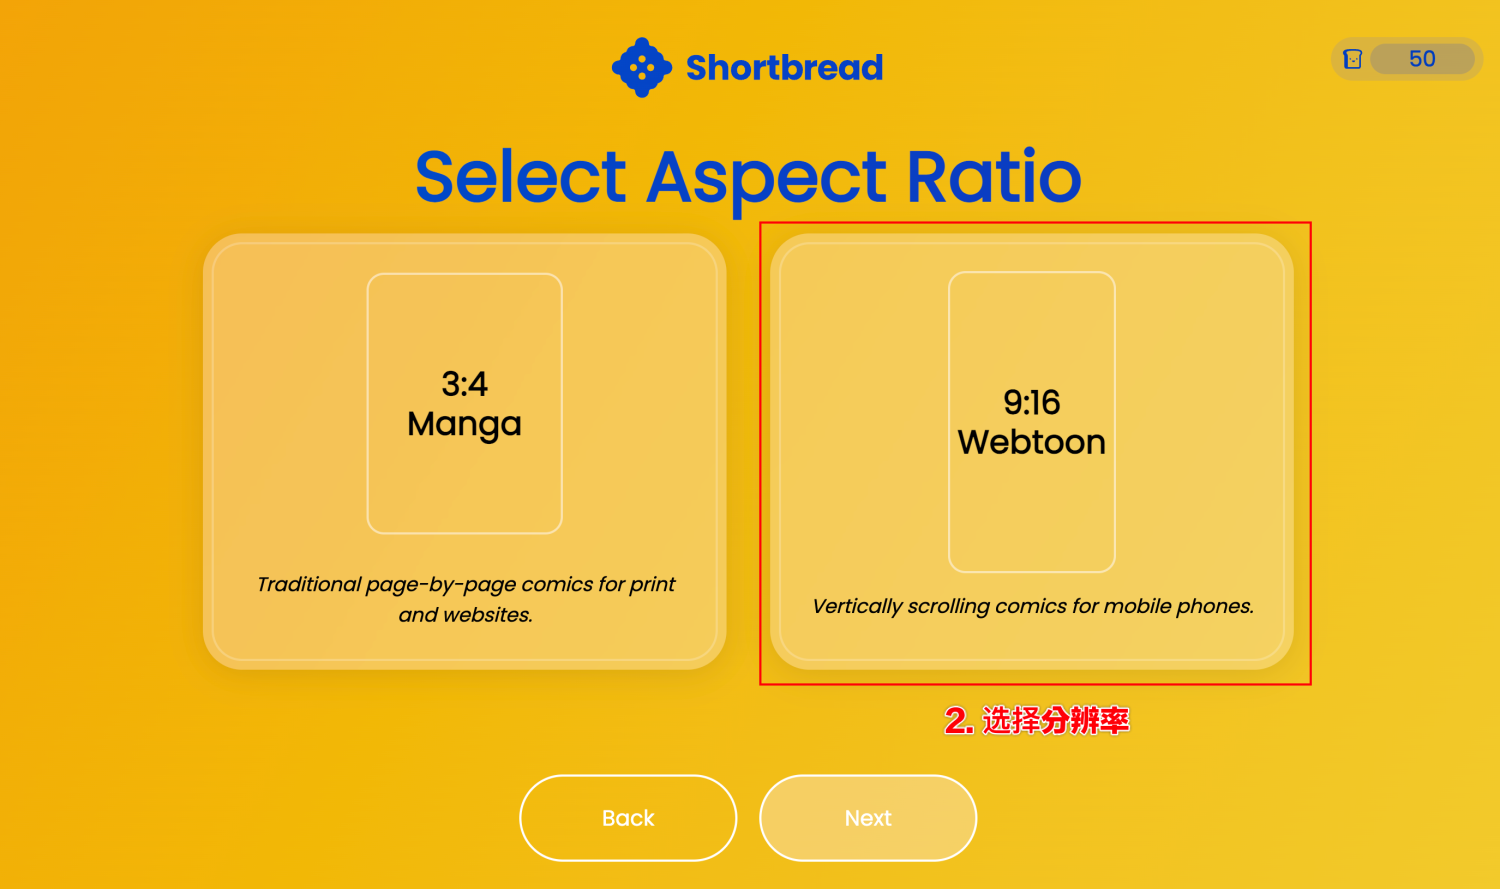 Shortbread
50
Select Aspect Ratio
3:4
Manga
Traditional page-by-page comics for print
and websites.
9:16
Webtoon
Vertically scrolling comics for mobile phones.
2. 选择分辨率
Back
Next